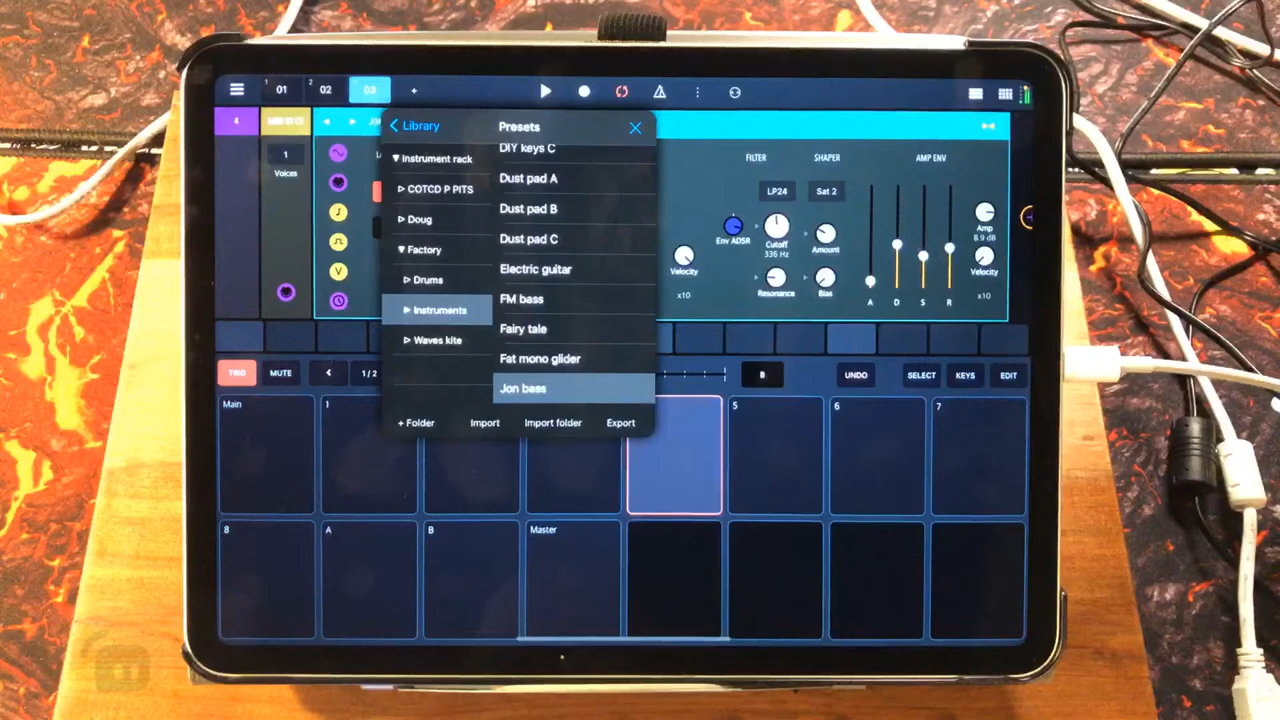 1 01
2 02
03
+
4
1
Voices
Library
Presets
Instrument rack
COTCD P PITS
Doug
Factory
Drums
Instruments
Waves kite
DIY keys C
Dust pad A
Dust pad B
Dust pad C
Electric guitar
FM bass
Fairy tale
Fat mono glider
Jon bass
+ Folder
Import
Import folder
Export
FILTER
SHAPER
AMP ENV
LP24
Sat 2
Env ADSR
Cutoff
336 Hz
Amount
Resonance
Bias
Velocity
x10
A
D
S
R
Amp
8.9 dB
Velocity
x10
TRIG
MUTE
<
1/2
B
UNDO
SELECT
KEYS
EDIT
Main
1
5
6
7
8
A
B
Master